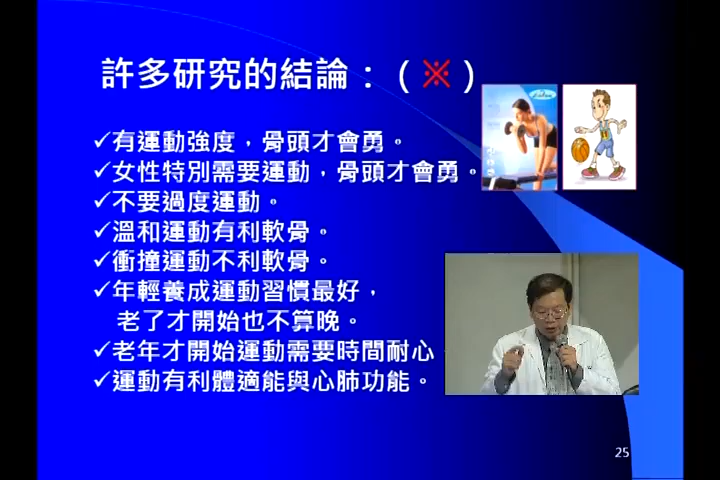 許多研究的結論：（※）
✓有運動強度，骨頭才會勇。
✓女性特別需要運動，骨頭才會勇。
✓不要過度運動。
✓溫和運動有利軟骨。
✓衝撞運動不利軟骨。
✓年輕養成運動習慣最好，
老了才開始也不算晚。
✓老年才開始運動需要時間耐心
✓運動有利體適能與心肺功能。
25